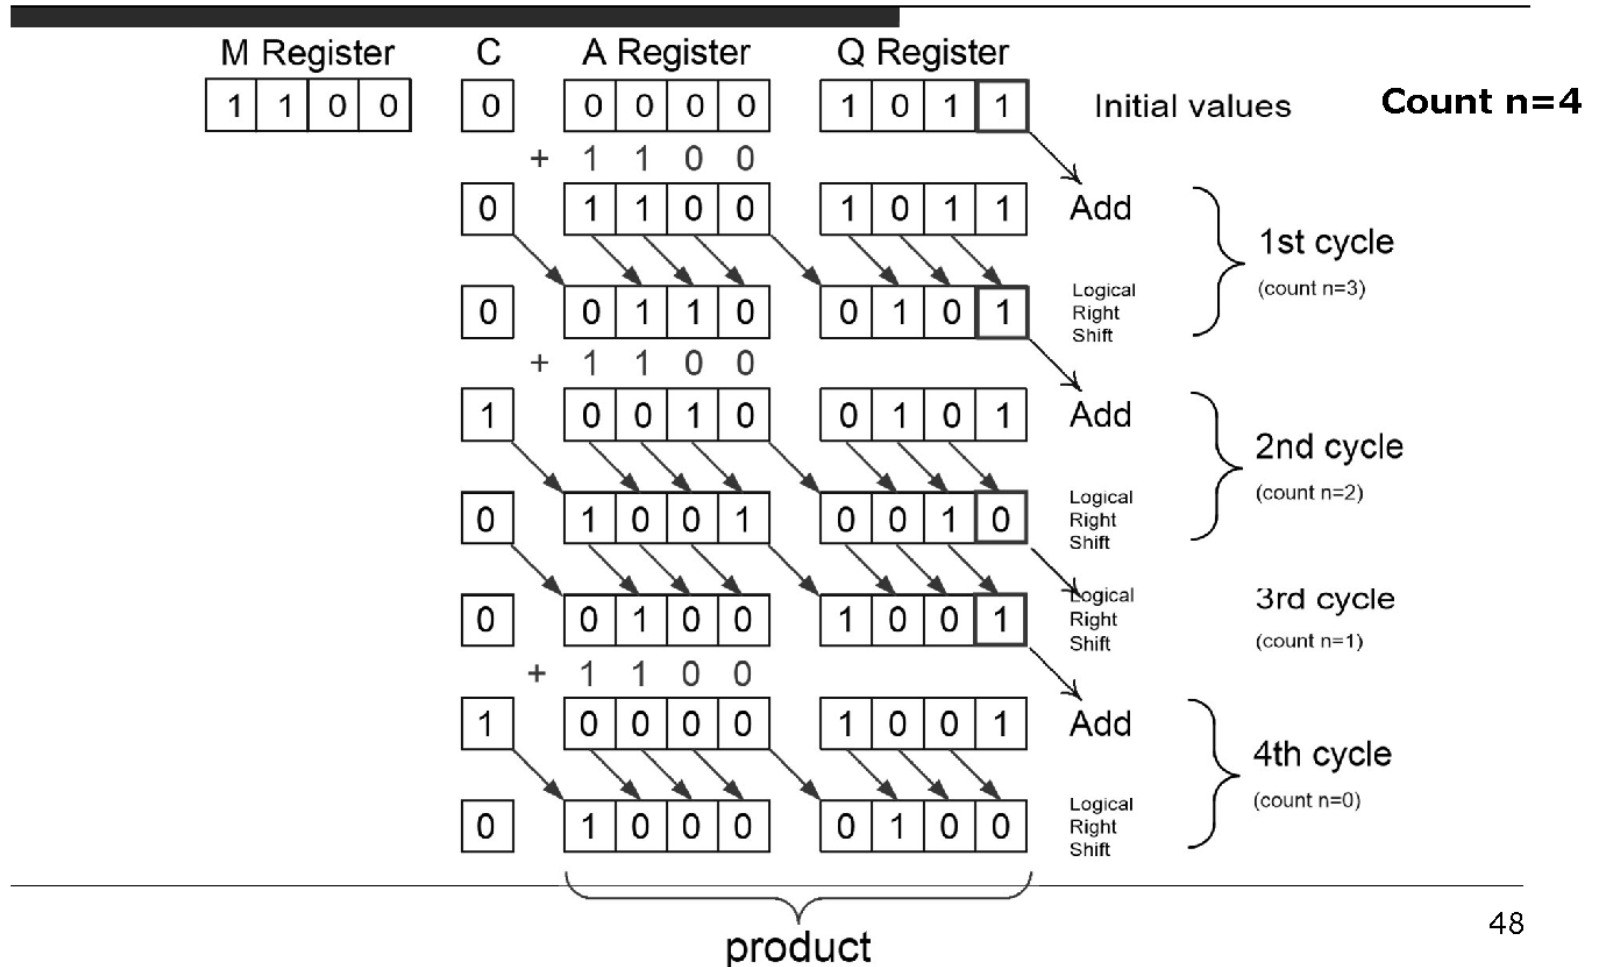 M Register C A Register Q Register
1 1 0 0 0 0 0 0 0 1 0 1 1 Initial values Count n=4
+ 1 1 0 0
0 1 1 0 0 1 0 1 1 Add
1st cycle
(count n=3)
0 0 1 1 0 0 1 0 1 Logical
Right
Shift
+ 1 1 0 0
1 0 0 1 0 0 1 0 1 Add
2nd cycle
(count n=2)
0 1 0 0 1 0 0 1 0 Logical
Right
Shift
0 0 1 0 0 1 0 0 1 Logical
Right
Shift
3rd cycle
(count n=1)
+ 1 1 0 0
1 0 0 0 0 1 0 0 1 Add
4th cycle
(count n=0)
0 1 0 0 0 0 1 0 0 Logical
Right
Shift
product
48